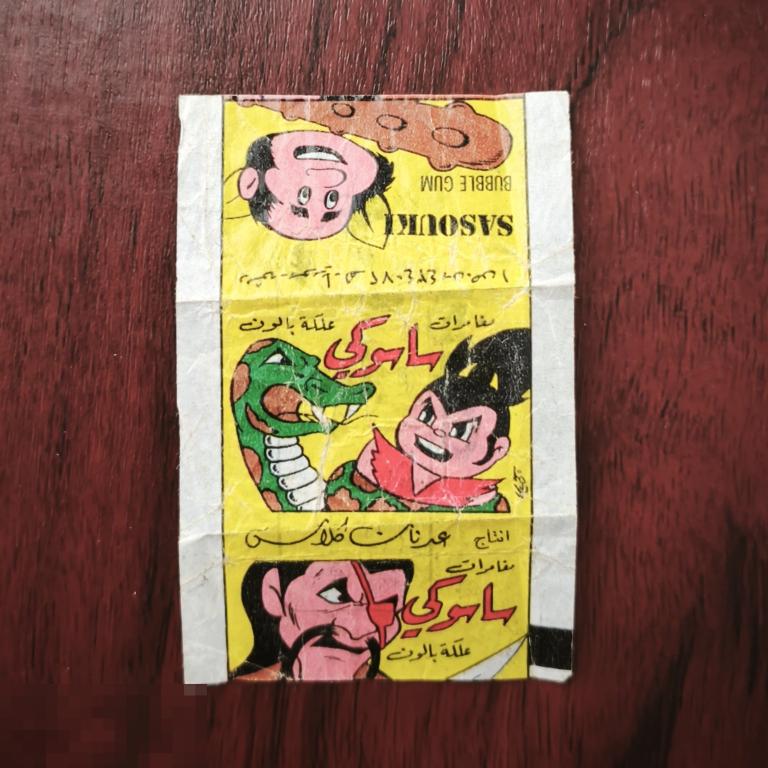 BUBBLE GUM
SASOUKI
مغامرات
علكة بالون
ساسوكي
انتاج عدنان كلاس
مغامرات
ساسوكي
علكة بالون